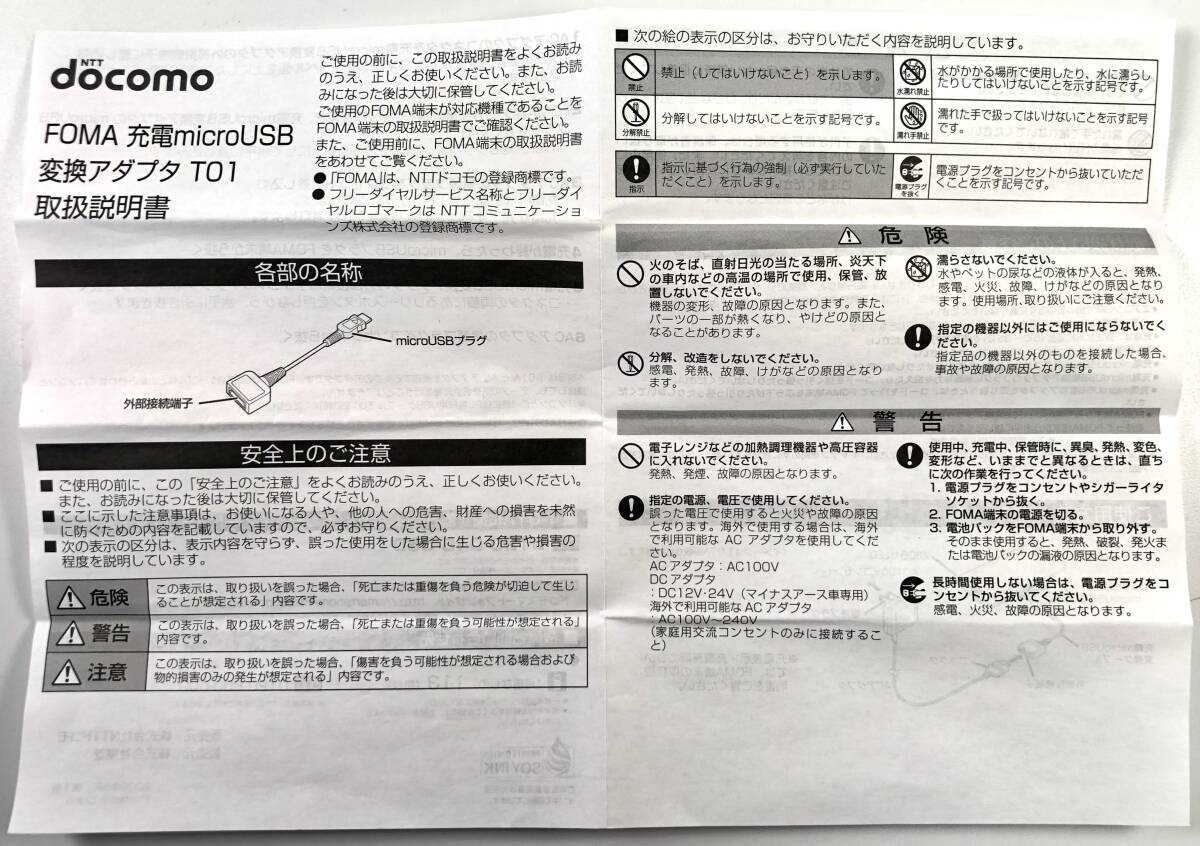 NTT
docomo
FOMA 充電microUSB
変換アダプタ T01
取扱説明書
ご使用の前に、この取扱説明書をよくお読み
のうえ、正しくお使いください。また、お読
みになった後は大切に保管してください。
ご使用のFOMA端末が対応機種であることを
FOMA端末の取扱説明書でご確認ください。
また、ご使用前に、FOMA端末の取扱説明書
をあわせてご覧ください。
●「FOMA」は、NTTドコモの登録商標です。
● フリーダイヤルサービス名称とフリーダイ
ヤルロゴマークは NTT コミュニケーショ
ンズ株式会社の登録商標です。
各部の名称
microUSBプラグ
外部接続端子
安全上のご注意
■ ご使用の前に、この「安全上のご注意」をよくお読みのうえ、正しくお使いください。
また、お読みになった後は大切に保管してください。
■ ここに示した注意事項は、お使いになる人や、他の人への危害、財産への損害を未然
に防ぐための内容を記載していますので、必ずお守りください。
■ 次の表示の区分は、表示内容を守らず、誤った使用をした場合に生じる危害や損害の
程度を説明しています。
危険
この表示は、取り扱いを誤った場合、「死亡または重傷を負う危険が切迫して生じ
ることが想定される」内容です。
警告
この表示は、取り扱いを誤った場合、「死亡または重傷を負う可能性が想定される」
内容です。
注意
この表示は、取り扱いを誤った場合、「傷害を負う可能性が想定される場合および
物的損害のみの発生が想定される」内容です。
■ 次の絵の表示の区分は、お守りいただく内容を説明しています。
禁止
禁止（してはいけないこと）を示します。
水濡れ禁止
水がかかる場所で使用したり、水に濡らし
たりしてはいけないことを示す記号です。
分解禁止
分解してはいけないことを示す記号です。
濡れ手禁止
濡れた手で扱ってはいけないことを示す記号
です。
指示
指示に基づく行為の強制（必ず実行していた
だくこと）を示します。
電源プラグ
を抜く
電源プラグをコンセントから抜いていただ
くことを示す記号です。
危険
火のそば、直射日光の当たる場所、炎天下
の車内などの高温の場所で使用、保管、放
置しないでください。
機器の変形、故障の原因となります。また、
パーツの一部が熱くなり、やけどの原因と
なることがあります。
分解、改造をしないでください。
感電、発熱、故障、けがなどの原因となり
ます。
濡らさないでください。
水やペットの尿などの液体が入ると、発熱、
感電、火災、故障、けがなどの原因となり
ます。使用場所、取り扱いにご注意ください。
指定の機器以外にはご使用にならないでく
ださい。
指定品の機器以外のものを接続した場合、
事故や故障の原因となります。
警告
電子レンジなどの加熱調理機器や高圧容器
に入れないでください。
発熱、発煙、故障の原因となります。
指定の電源、電圧で使用してください。
誤った電圧で使用すると火災や故障の原因
となります。海外で使用する場合は、海外
で利用可能な AC アダプタを使用してくだ
さい。
AC アダプタ：AC100V
DC アダプタ
：DC12V･24V（マイナスアース車専用）
海外で利用可能な AC アダプタ
：AC100V〜240V
（家庭用交流コンセントのみに接続するこ
と）
使用中、充電中、保管時に、異臭、発熱、変色、
変形など、いままでと異なるときは、直ち
に次の作業を行ってください。
1. 電源プラグをコンセントやシガーライタ
ソケットから抜く。
2. FOMA端末の電源を切る。
3. 電池パックをFOMA端末から取り外す。
そのまま使用すると、発熱、破裂、発火ま
たは電池パックの漏液の原因となります。
長時間使用しない場合は、電源プラグをコ
ンセントから抜いてください。
感電、火災、故障の原因となります。